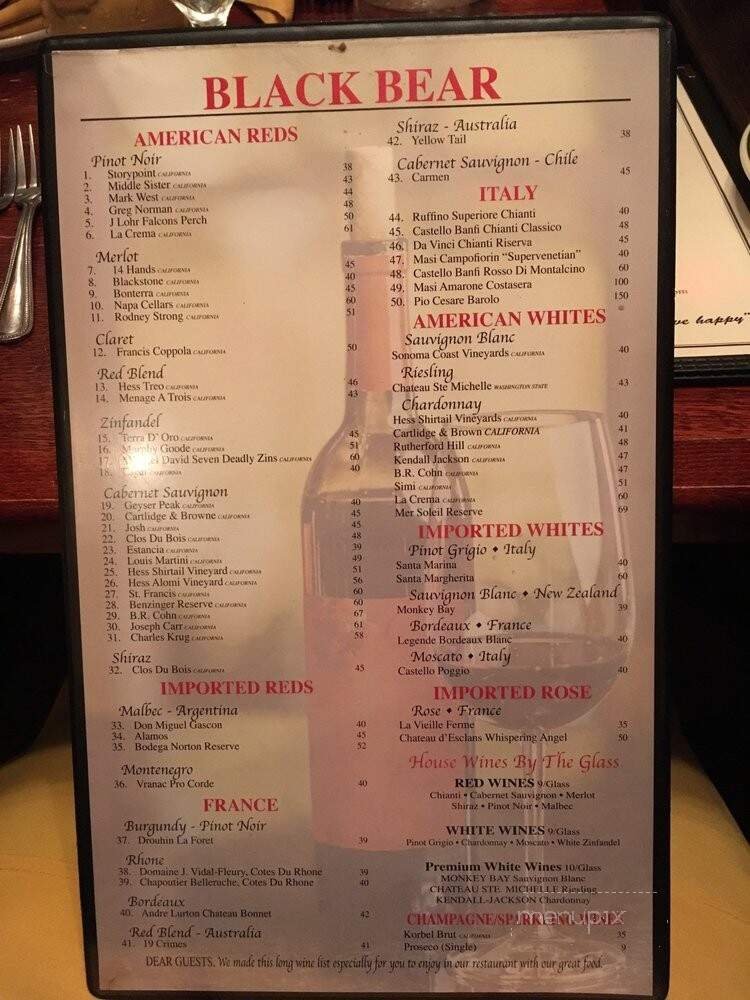 BLACK BEAR
AMERICAN REDS
Pinot Noir
1. Storypoint CALIFORNIA 38
2. Middle Sister CALIFORNIA 43
3. Mark West CALIFORNIA 44
4. Greg Norman CALIFORNIA 48
5. J Lohr Falcons Perch 50
6. La Crema CALIFORNIA 61
Merlot
7. 14 Hands CALIFORNIA 45
8. Blackstone CALIFORNIA 40
9. Bonterra CALIFORNIA 45
10. Napa Cellars CALIFORNIA 60
11. Rodney Strong CALIFORNIA 51
Claret
12. Francis Coppola CALIFORNIA 50
Red Blend
13. Hess Treo CALIFORNIA 46
14. Menage A Trois CALIFORNIA 43
Zinfandel
15. Terra D' Oro CALIFORNIA 45
16. Murphy Goode CALIFORNIA 51
17. David Seven Deadly Zins CALIFORNIA 60
18. CALIFORNIA 40
Cabernet Sauvignon
19. Geyser Peak CALIFORNIA 40
20. Cartlidge & Browne CALIFORNIA 45
21. Josh CALIFORNIA 45
22. Clos Du Bois CALIFORNIA 48
23. Estancia CALIFORNIA 39
24. Louis Martini CALIFORNIA 49
25. Hess Shirtail Vineyard CALIFORNIA 51
26. Hess Alomi Vineyard CALIFORNIA 56
27. St. Francis CALIFORNIA 60
28. Benzinger Reserve CALIFORNIA 60
29. B.R. Cohn CALIFORNIA 67
30. Joseph Carr CALIFORNIA 61
31. Charles Krug CALIFORNIA 58
Shiraz
32. Clos Du Bois CALIFORNIA 45
IMPORTED REDS
Malbec - Argentina
33. Don Miguel Gascon 40
34. Alamos 45
35. Bodega Norton Reserve 52
Montenegro
36. Vranac Pro Corde 40
FRANCE
Burgundy - Pinot Noir
37. Drouhin La Foret 39
Rhone
38. Domaine J. Vidal-Fleury, Cotes Du Rhone 39
39. Chapoutier Belleruche, Cotes Du Rhone 40
Bordeaux
40. Andre Lurton Chateau Bonnet 42
Red Blend - Australia
41. 19 Crimes 41
Shiraz - Australia
42. Yellow Tail 38
Cabernet Sauvignon - Chile
43. Carmen 45
ITALY
44. Ruffino Superiore Chianti 40
45. Castello Banfi Chianti Classico 48
46. Da Vinci Chianti Riserva 45
47. Masi Campofiorin "Supervenetian" 40
48. Castello Banfi Rosso Di Montalcino 60
49. Masi Amarone Costasera 100
50. Pio Cesare Barolo 150
AMERICAN WHITES
Sauvignon Blanc
Sonoma Coast Vineyards CALIFORNIA 40
Riesling
Chateau Ste Michelle WASHINGTON STATE 43
Chardonnay
Hess Shirtail Vineyards CALIFORNIA 40
Cartlidge & Brown CALIFORNIA 41
Rutherford Hill CALIFORNIA 48
Kendall Jackson CALIFORNIA 47
B.R. Cohn CALIFORNIA 47
Simi CALIFORNIA 51
La Crema CALIFORNIA 60
Mer Soleil Reserve 69
IMPORTED WHITES
Pinot Grigio • Italy
Santa Marina 40
Santa Margherita 60
Sauvignon Blanc • New Zealand
Monkey Bay 39
Bordeaux • France
Legende Bordeaux Blanc 40
Moscato • Italy
Castello Poggio 40
IMPORTED ROSE
Rose • France
La Vieille Ferme 35
Chateau d'Esclans Whispering Angel 50
House Wines By The Glass
RED WINES 9/Glass
Chianti • Cabernet Sauvignon • Merlot
Shiraz • Pinot Noir • Malbec
WHITE WINES 9/Glass
Pinot Grigio • Chardonnay • Moscato • White Zinfandel
Premium White Wines 10/Glass
MONKEY BAY Sauvignon Blanc
CHATEAU STE. MICHELLE Riesling
KENDALL-JACKSON Chardonnay
CHAMPAGNE/SPARKLING WINE
Korbel Brut CALIFORNIA 35
Proseco (Single) 9
DEAR GUESTS. We made this long wine list especially for you to enjoy in our restaurant with our great food.
menupix
happy"